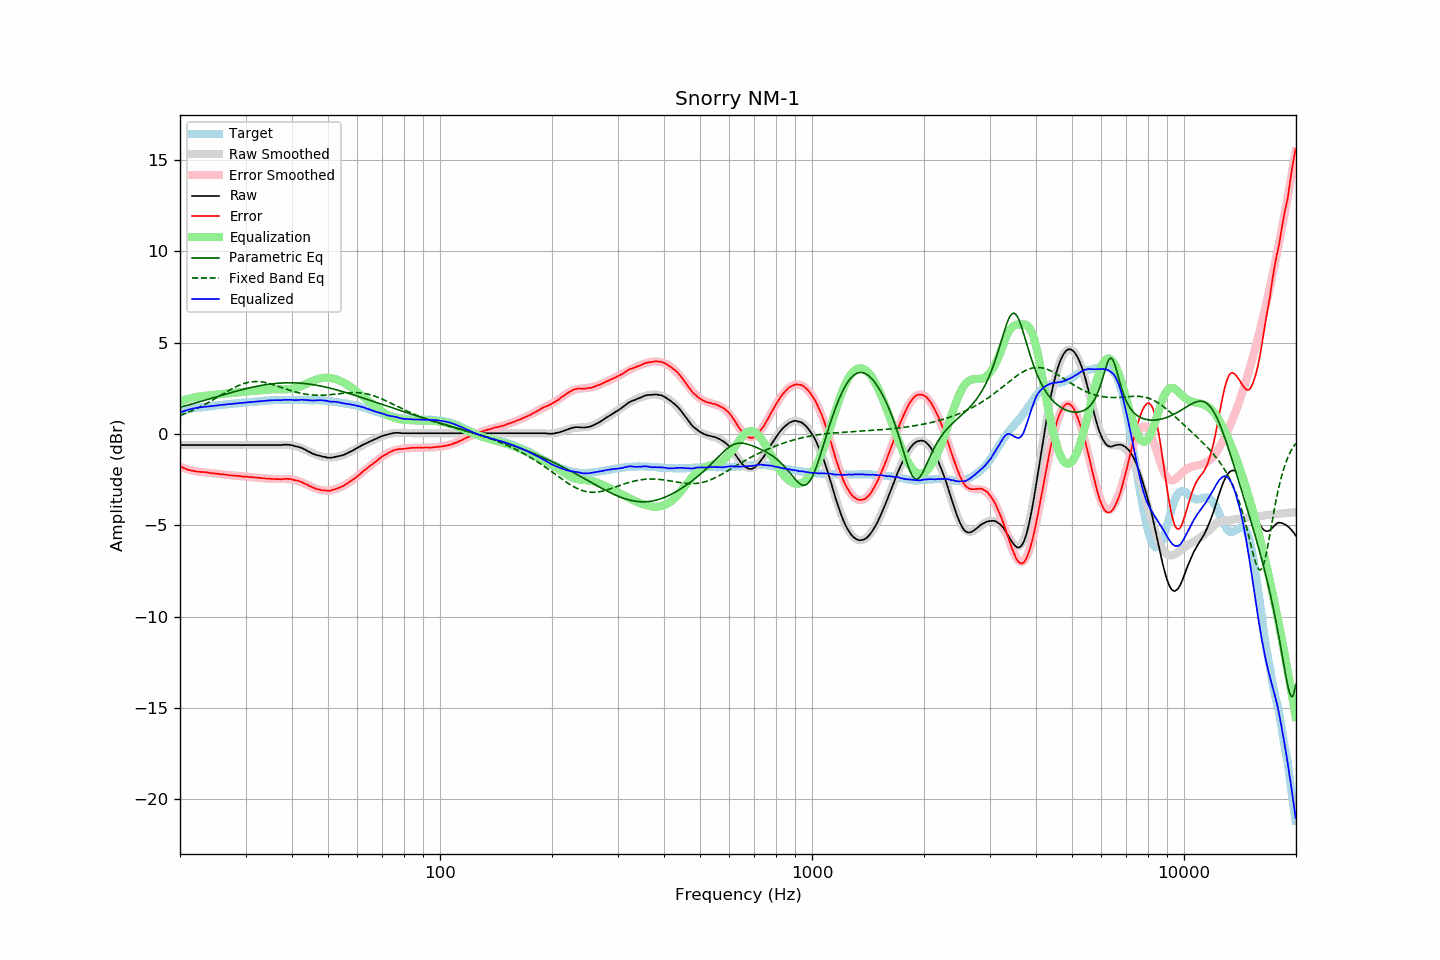 Snorry NM-1
Target
Raw Smoothed
Error Smoothed
Raw
Error
Equalization
Parametric Eq
Fixed Band Eq
Equalized
15
10
5
0
−5
−10
−15
−20
Amplitude (dBr)
100
1000
10000
Frequency (Hz)